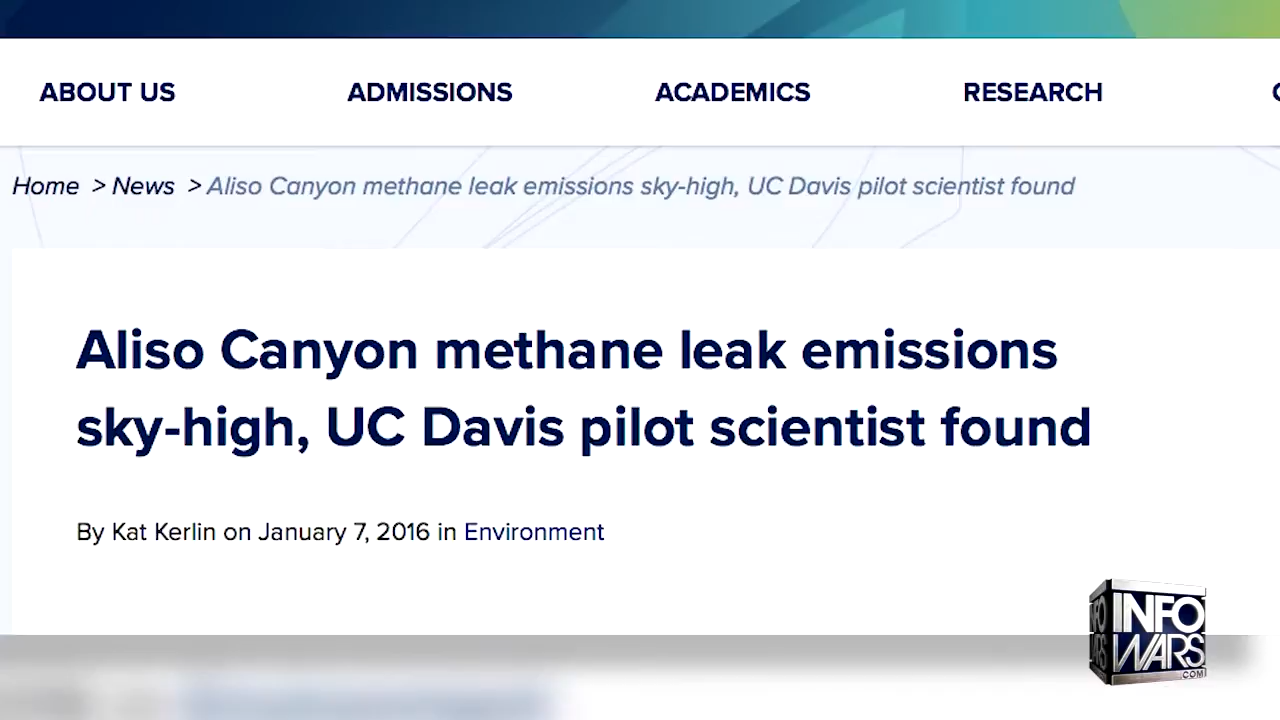 ABOUT US ADMISSIONS ACADEMICS RESEARCH
Home > News > Aliso Canyon methane leak emissions sky-high, UC Davis pilot scientist found
Aliso Canyon methane leak emissions
sky-high, UC Davis pilot scientist found
By Kat Kerlin on January 7, 2016 in Environment
INFO
WARS
.COM